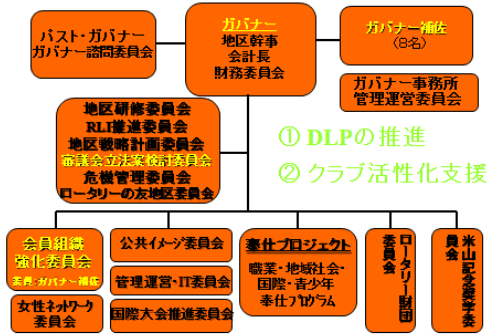 パスト・ガバナー
ガバナー諮問委員会
ガバナー
地区幹事
会計長
財務委員会
ガバナー補佐
(8名)
ガバナー事務所
管理運営委員会
地区研修委員会
RLI推進委員会
地区戦略計画委員会
審議会立法案検討委員会
危機管理委員会
ロータリーの友地区委員会
① DLPの推進
② クラブ活性化支援
会員組織
強化委員会
委員:ガバナー補佐
女性ネットワーク
委員会
公共イメージ委員会
管理運営・IT委員会
国際大会推進委員会
奉仕プロジェクト
職業・地域社会・
国際・青少年
奉仕プログラム
ロータリー財団
委員会
米山記念奨学委
員会